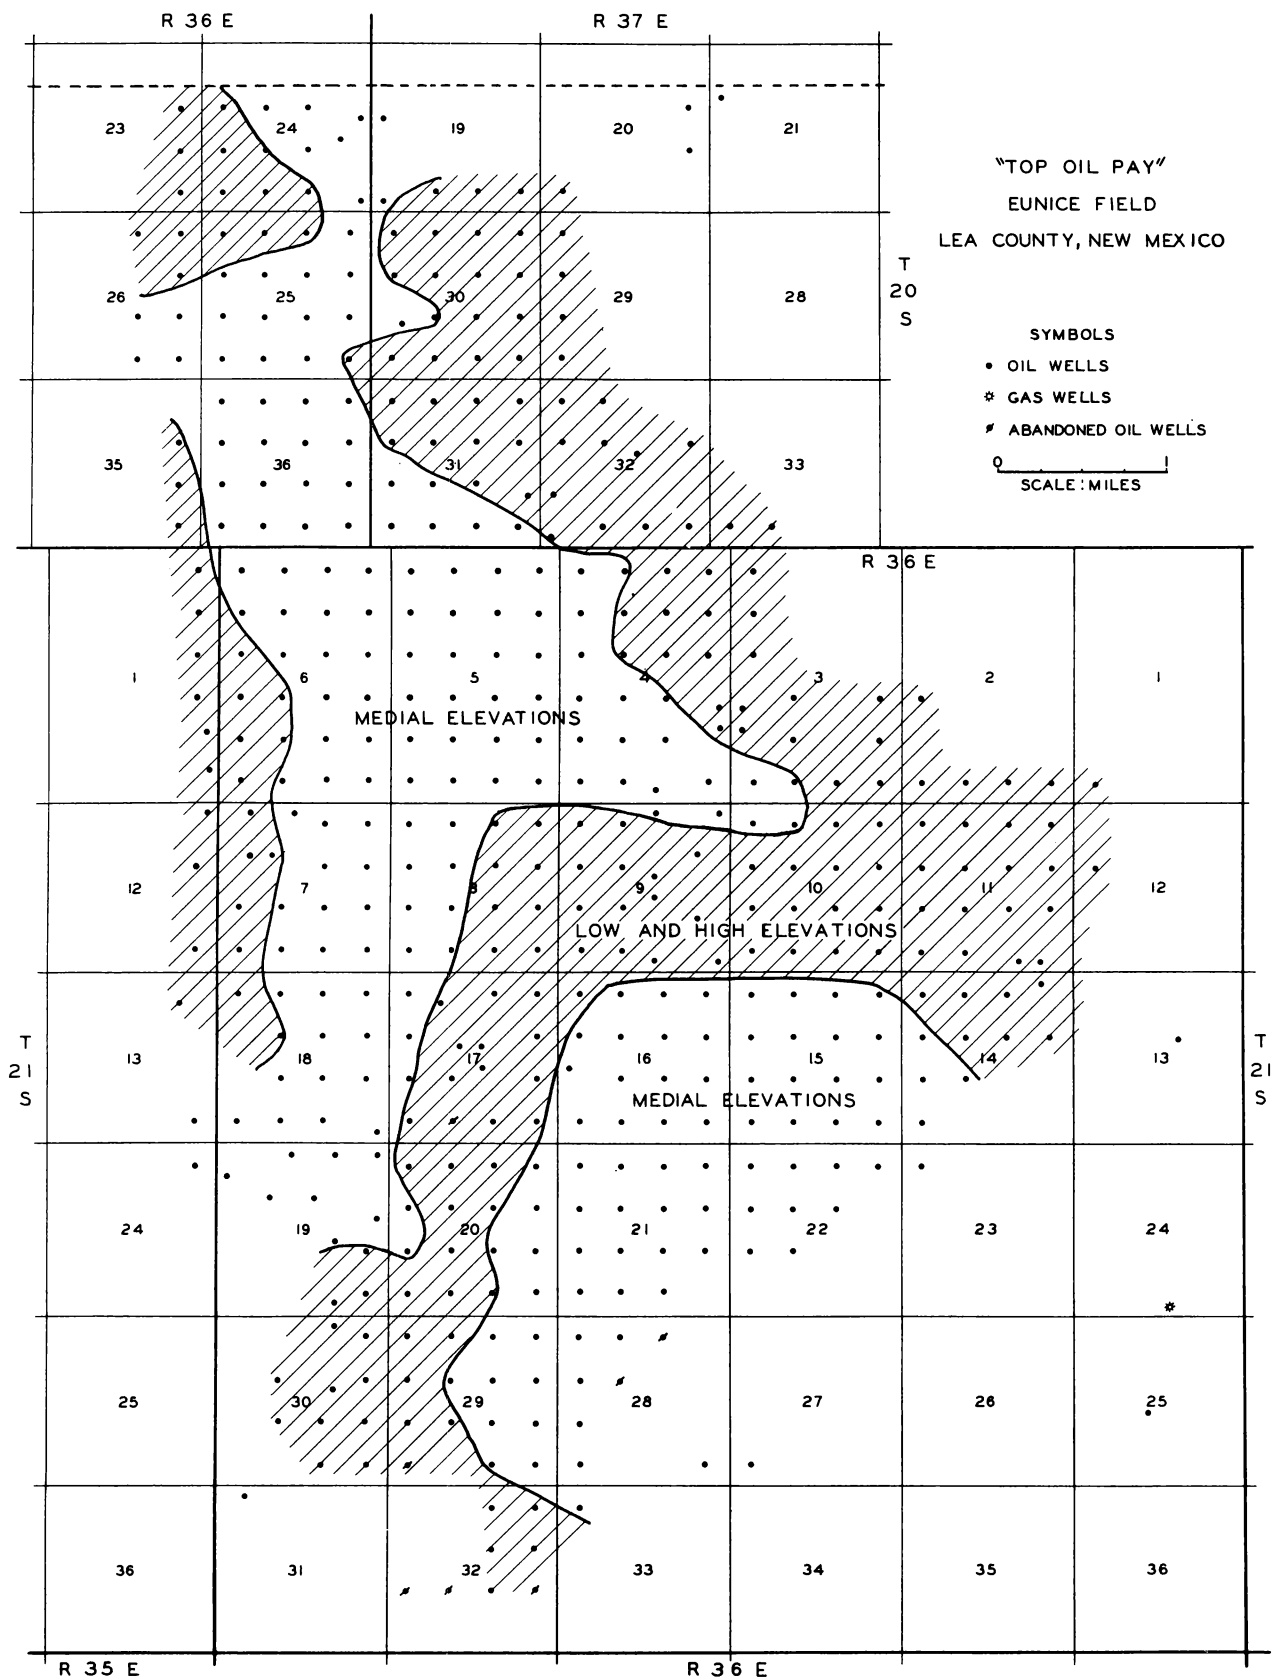 R 36 E R 37 E
23 24 19 20 21
"TOP OIL PAY"
EUNICE FIELD
LEA COUNTY, NEW MEXICO
T
20
S
26 25 30 29 28
SYMBOLS
OIL WELLS
GAS WELLS
ABANDONED OIL WELLS
0 1
SCALE: MILES
35 36 31 32 33
R 36 E
1 6 5 4 3 2 1
MEDIAL ELEVATIONS
12 7 8 9 10 11 12
LOW AND HIGH ELEVATIONS
T
21
S
13 18 17 16 15 14 13
T
21
S
MEDIAL ELEVATIONS
24 19 20 21 22 23 24
25 30 29 28 27 26 25
36 31 32 33 34 35 36
R 35 E R 36 E